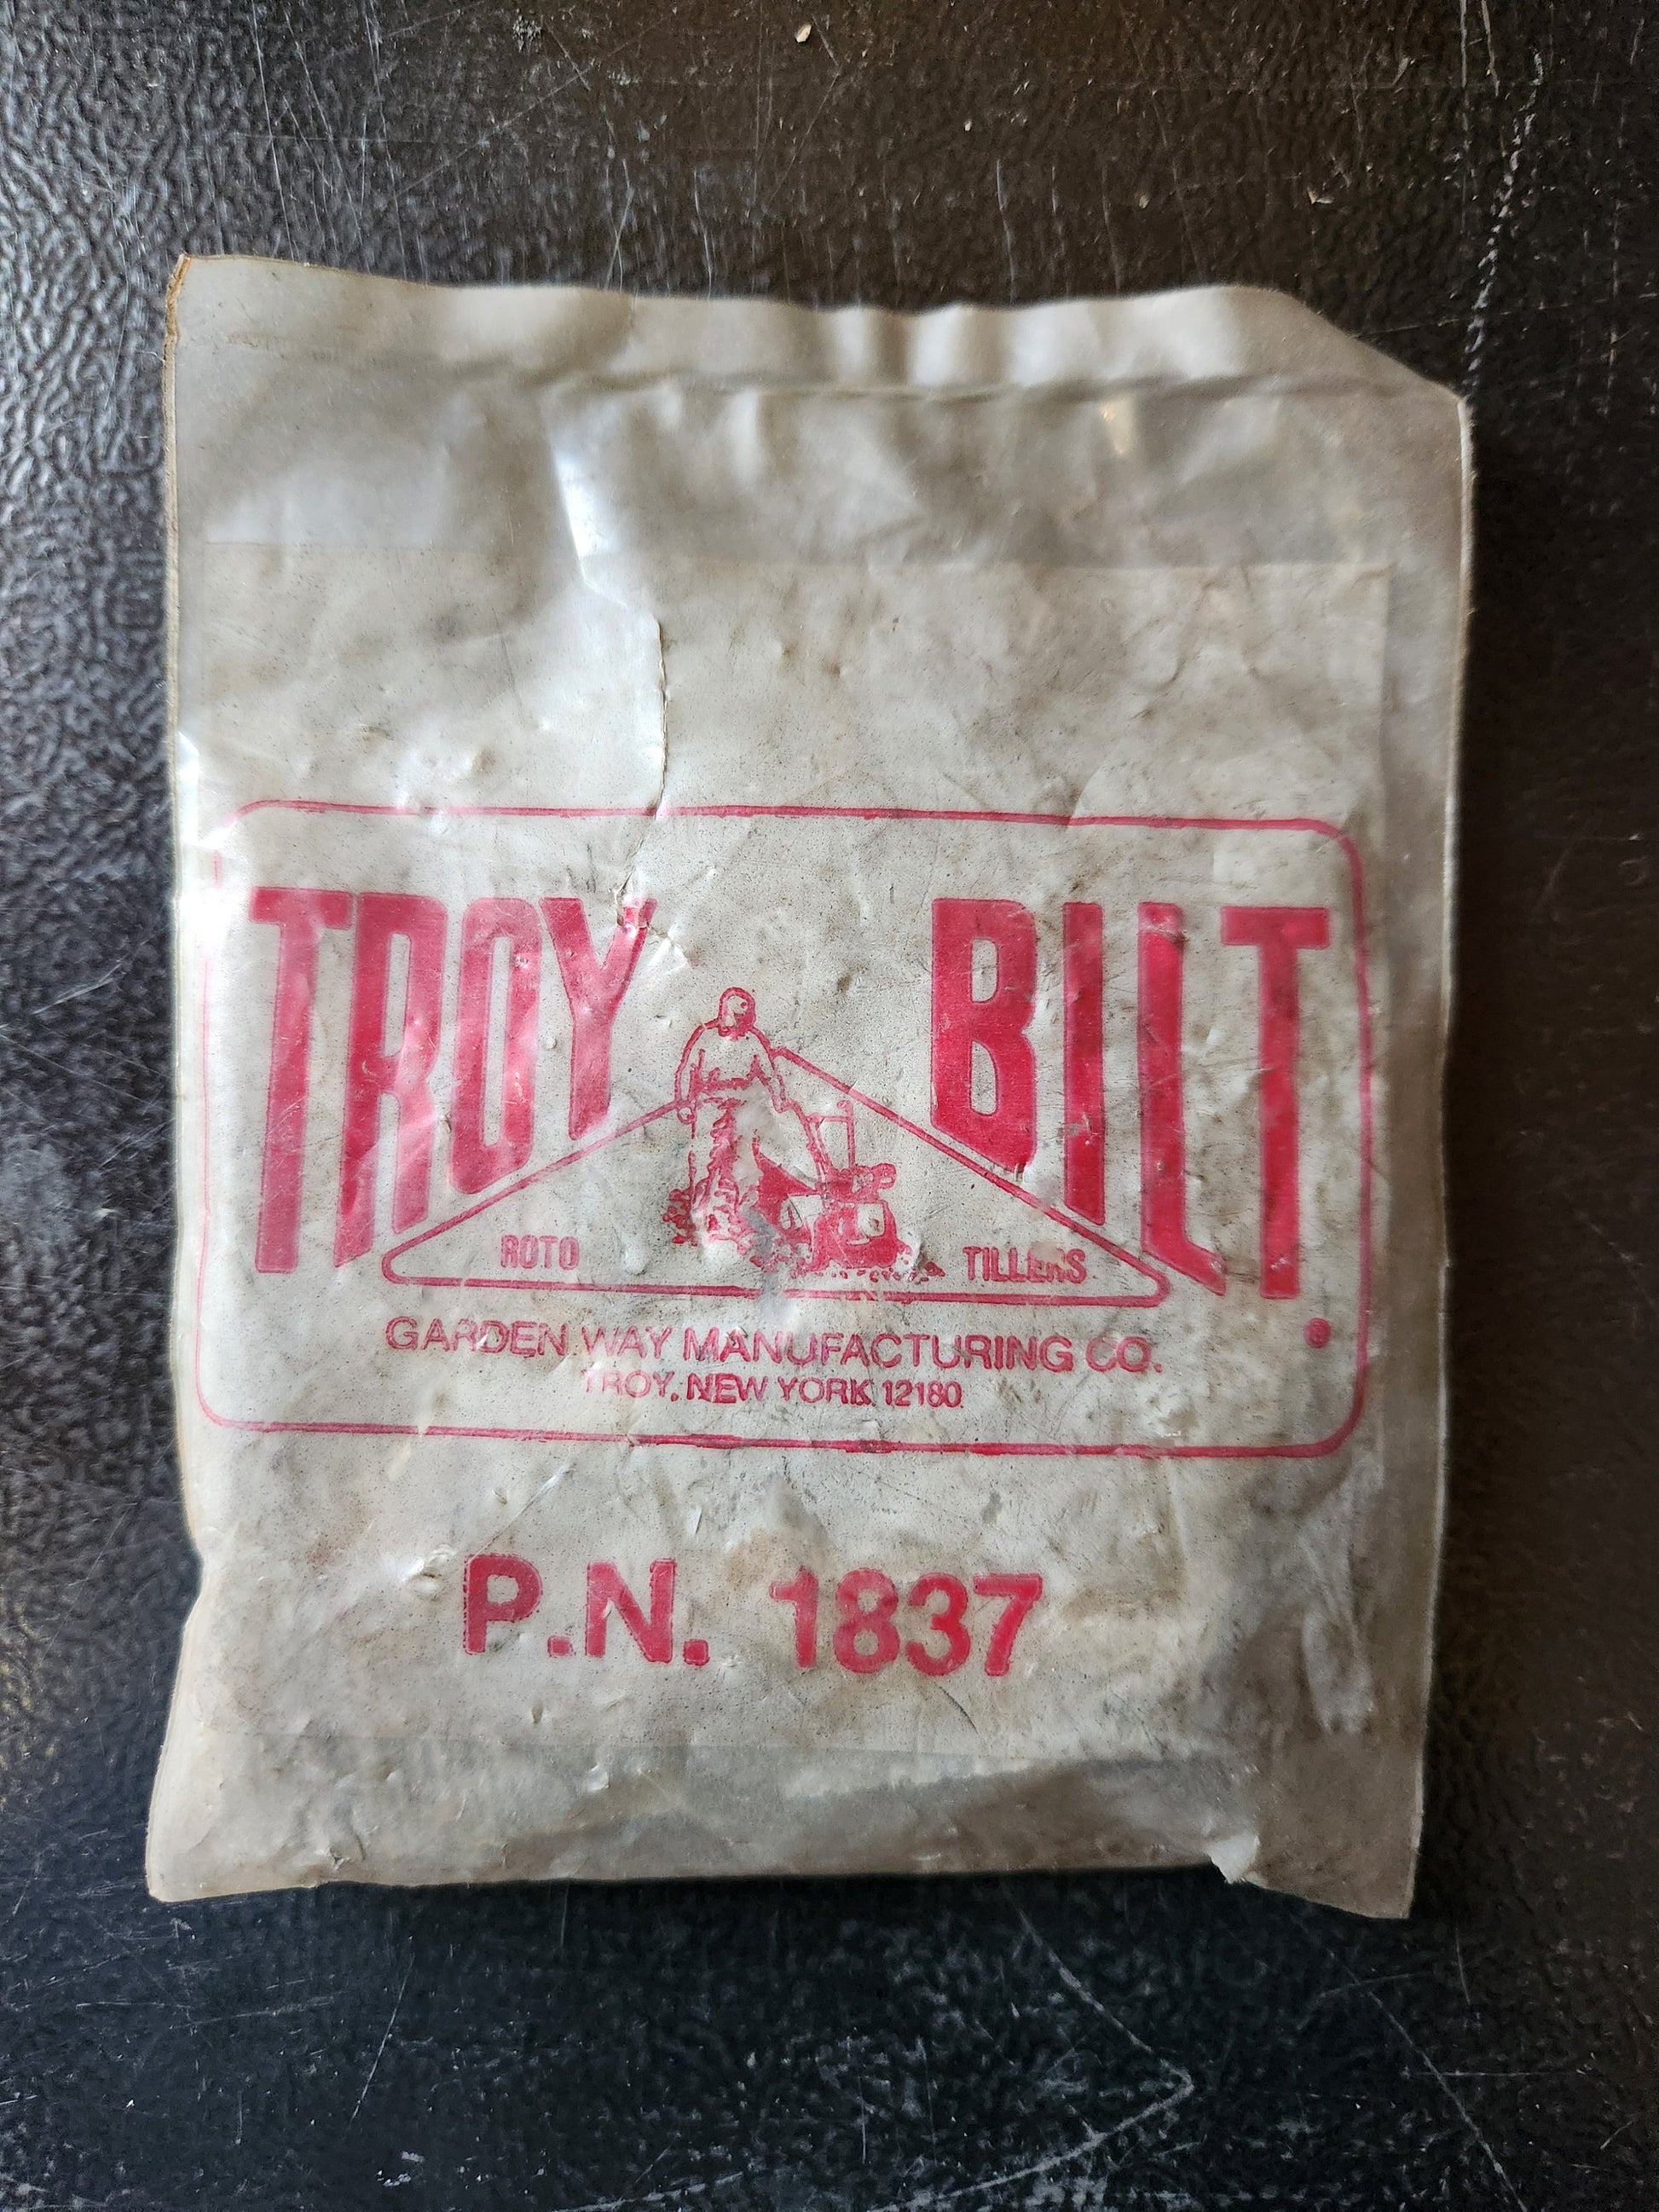 TROY BILT
ROTO TILLERS
GARDEN WAY MANUFACTURING CO.
TROY, NEW YORK 12180
P.N. 1837